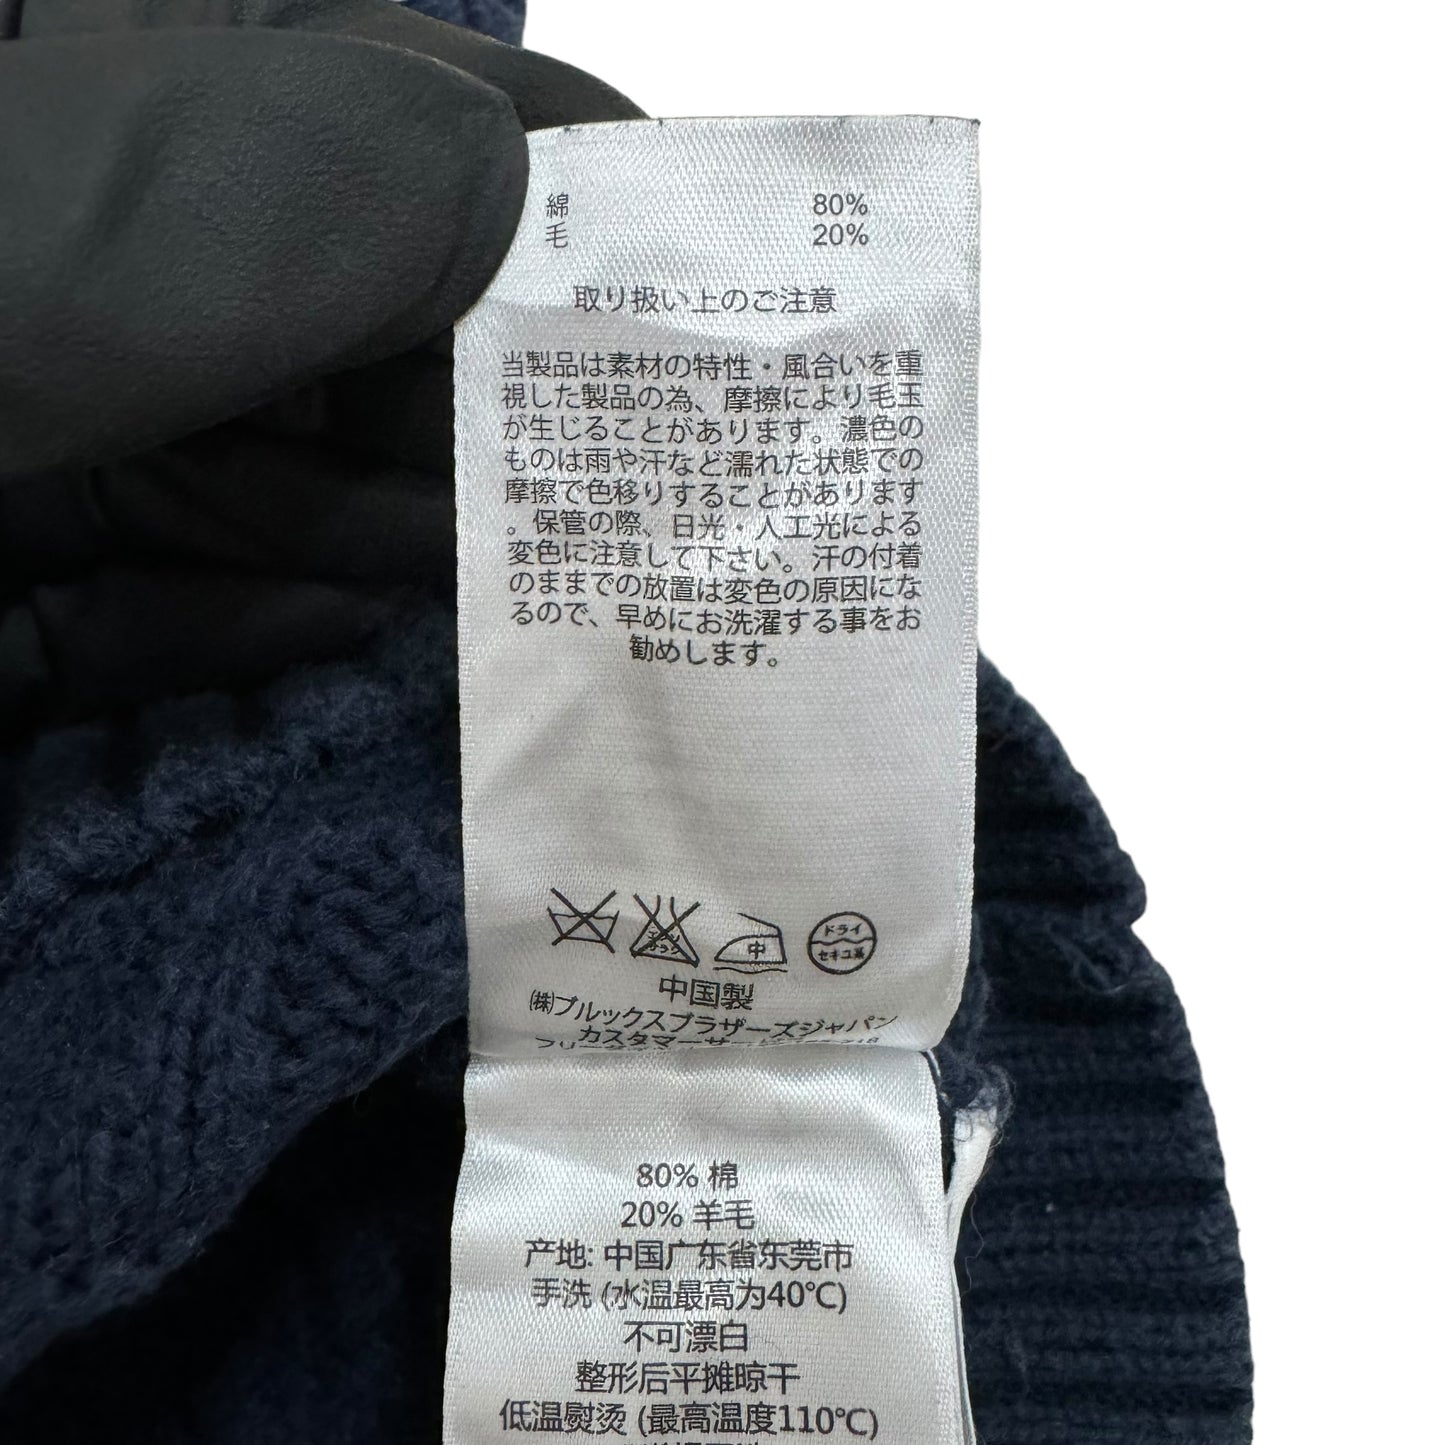 綿 80%
毛 20%
取り扱い上のご注意
当製品は素材の特性・風合いを重
視した製品の為、摩擦により毛玉
が生じることがあります。濃色の
ものは雨や汗など濡れた状態での
摩擦で色移りすることがあります
。保管の際、日光・人工光による
変色に注意して下さい。汗の付着
のままでの放置は変色の原因にな
るので、早めにお洗濯する事をお
勧めします。
中 ドライ
セキユ系
中国製
㈱ブルックスブラザーズジャパン
カスタマーサー
80% 棉
20% 羊毛
产地: 中国广东省东莞市
手洗 (水温最高为40℃)
不可漂白
整形后平摊晾干
低温熨烫 (最高温度110℃)